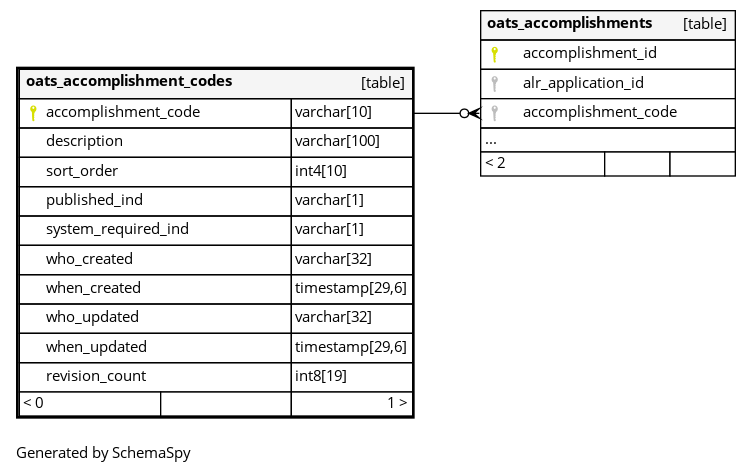 oats_accomplishments [table]
accomplishment_id
alr_application_id
accomplishment_code
...
< 2
oats_accomplishment_codes [table]
accomplishment_code varchar[10]
description varchar[100]
sort_order int4[10]
published_ind varchar[1]
system_required_ind varchar[1]
who_created varchar[32]
when_created timestamp[29,6]
who_updated varchar[32]
when_updated timestamp[29,6]
revision_count int8[19]
< 0 1 >
Generated by SchemaSpy